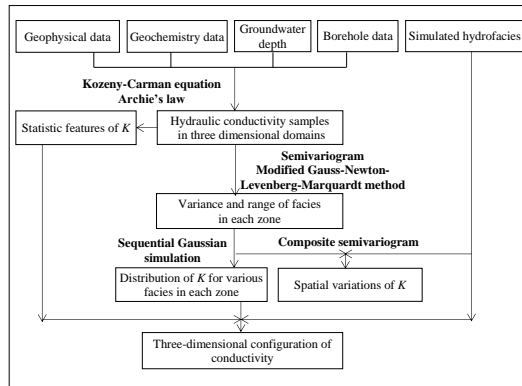 Geophysical data
Geochemistry data
Groundwater
depth
Borehole data
Simulated hydrofacies
Kozeny-Carman equation
Archie's law
Statistic features of K
Hydraulic conductivity samples
in three dimensional domains
Semivariogram
Modified Gauss-Newton-
Levenberg-Marquardt method
Variance and range of facies
in each zone
Sequential Gaussian
simulation
Composite semivariogram
Distribution of K for various
facies in each zone
Spatial variations of K
Three-dimensional configuration of
conductivity